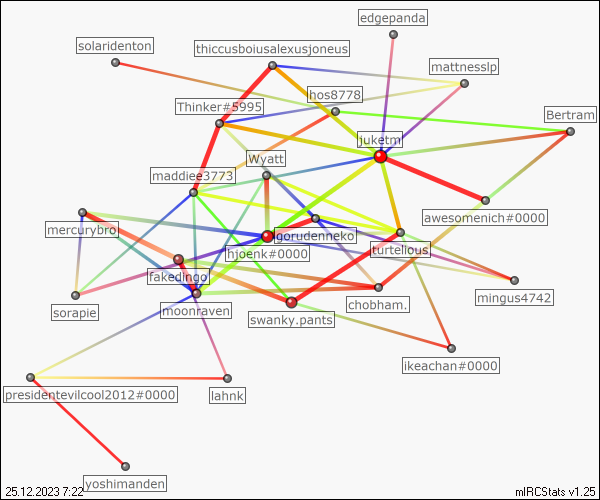 edgepanda
solaridenton
thiccusboiusalexusjoneus
mattnesslp
hos8778
Thinker#5995
Bertram
juketm
Wyatt
maddiee3773
awesomenich#0000
mercurybro
gorudenneko
turtellous
hjoenk#0000
fakedingo
mingus4742
sorapie
chobham.
moonraven
swanky.pants
ikeachan#0000
presidentevilcool2012#0000
lahnk
yoshimanden
25.12.2023 7:22
mIRCStats v1.25